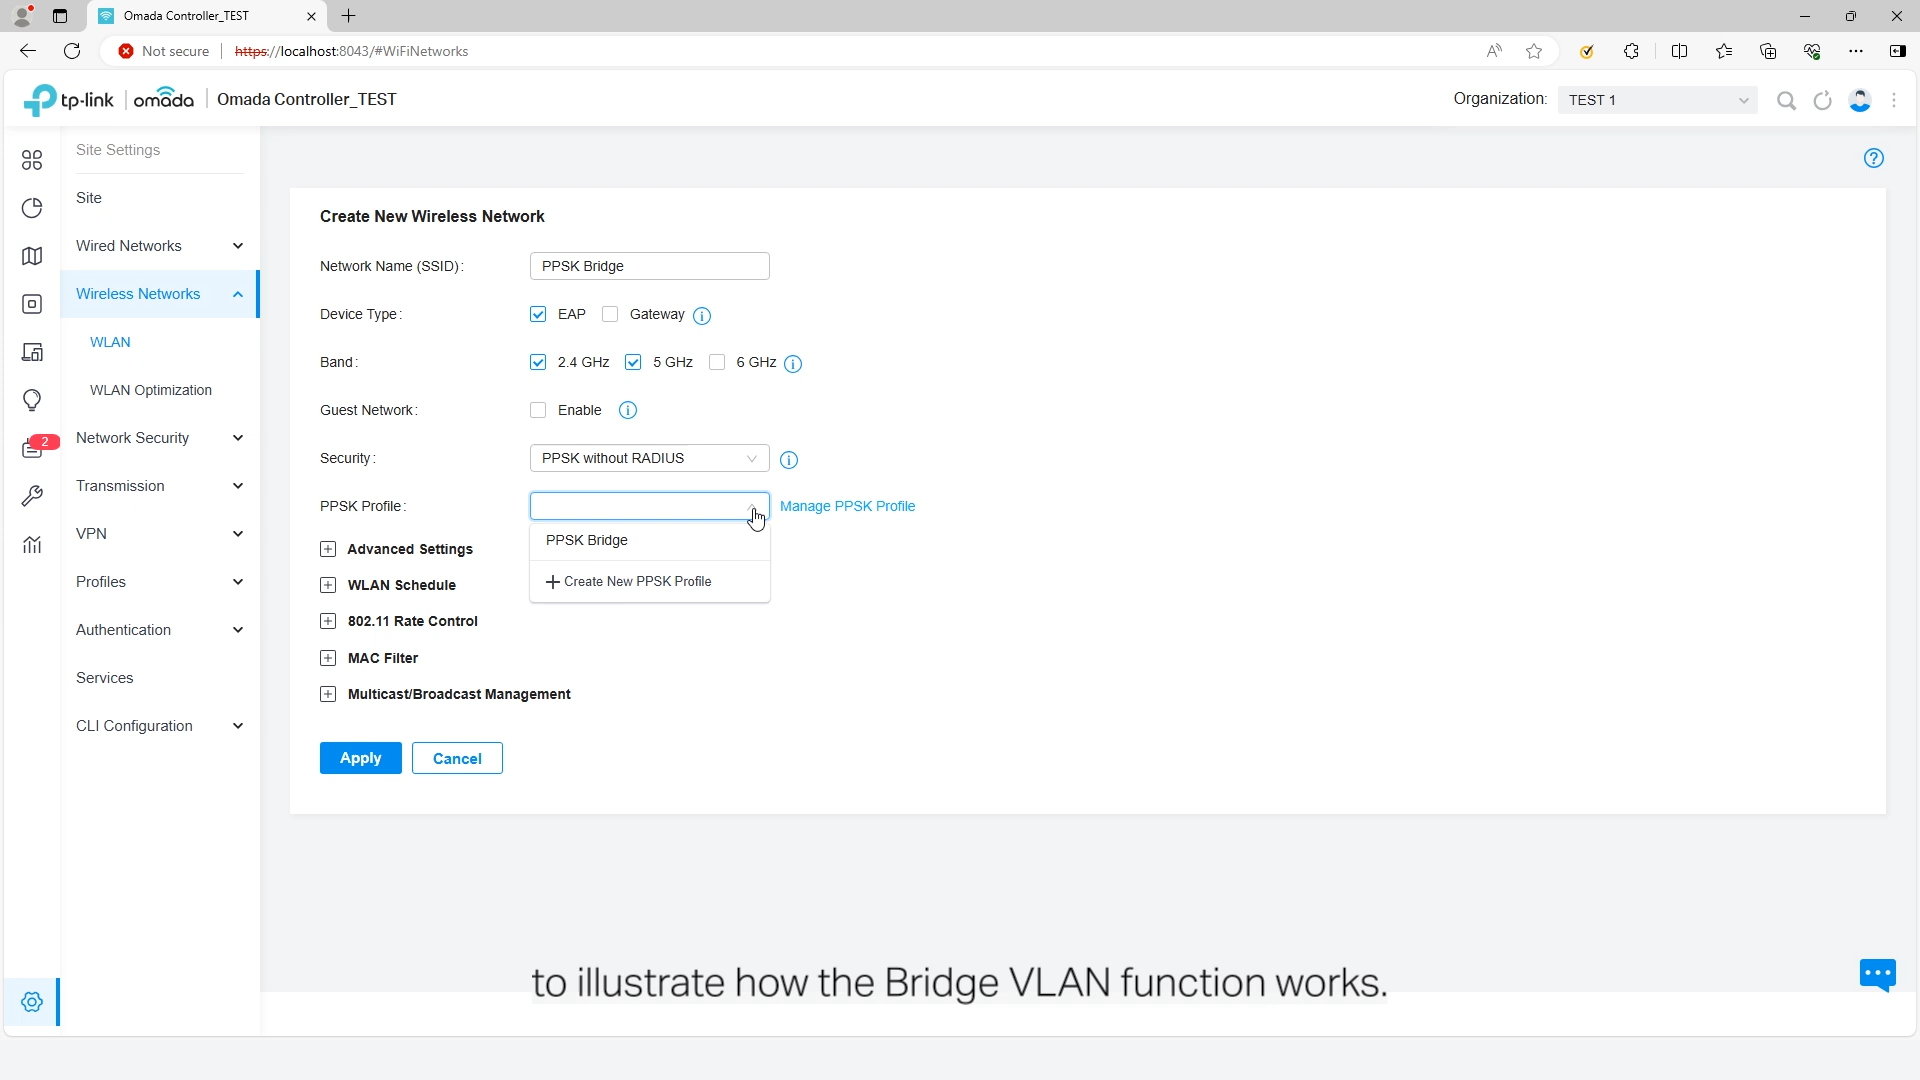 Omada Controller_TEST
Not secure https://localhost:8043/#WiFiNetworks
tp-link omada Omada Controller_TEST
Organization: TEST 1
Site Settings
Site
Wired Networks
Wireless Networks
WLAN
WLAN Optimization
Network Security
2
Transmission
VPN
Profiles
Authentication
Services
CLI Configuration
Create New Wireless Network
Network Name (SSID): PPSK Bridge
Device Type: EAP Gateway
Band: 2.4 GHz 5 GHz 6 GHz
Guest Network: Enable
Security: PPSK without RADIUS
PPSK Profile: Manage PPSK Profile
PPSK Bridge
Create New PPSK Profile
Advanced Settings
WLAN Schedule
802.11 Rate Control
MAC Filter
Multicast/Broadcast Management
Apply Cancel
to illustrate how the Bridge VLAN function works.